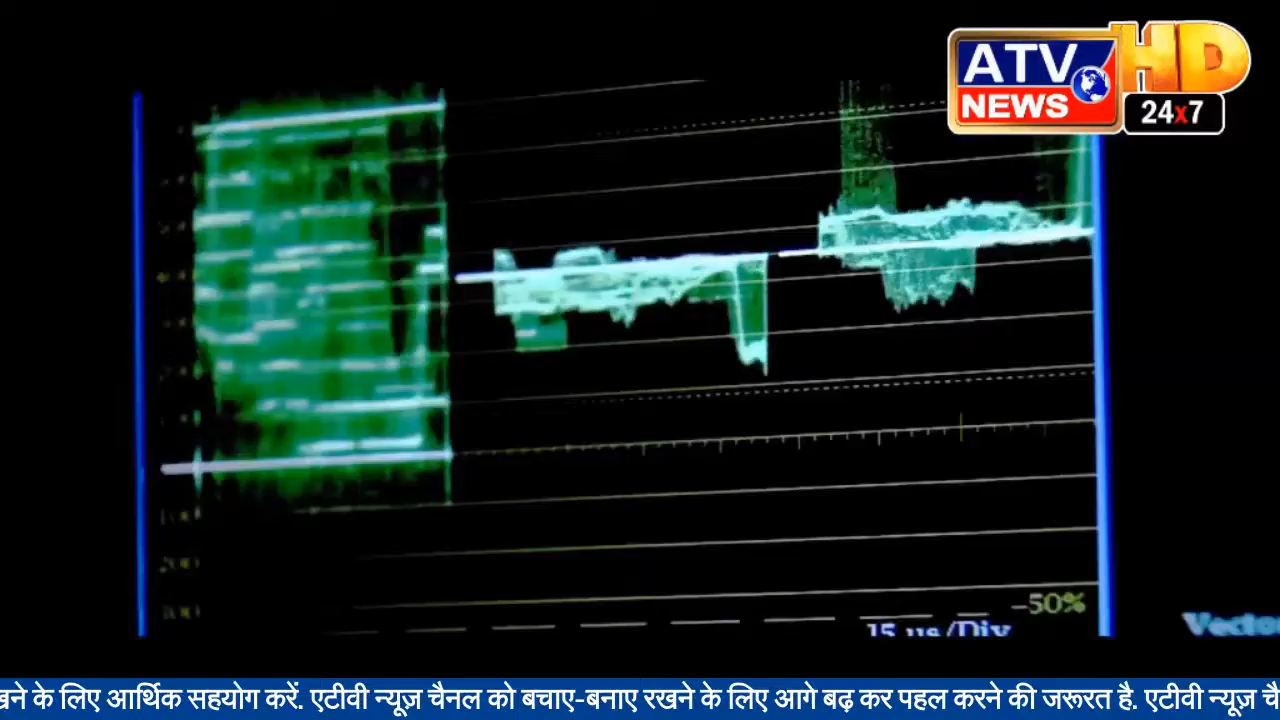 ATV HD
NEWS
24x7
-50%
15 µs/Div
Vecto
के लिए आर्थिक सहयोग करें. एटीवी न्यूज़ चैनल को बचाए-बनाए रखने के लिए आगे बढ़ कर पहल करने की जरूरत है. एटीवी न्यूज़